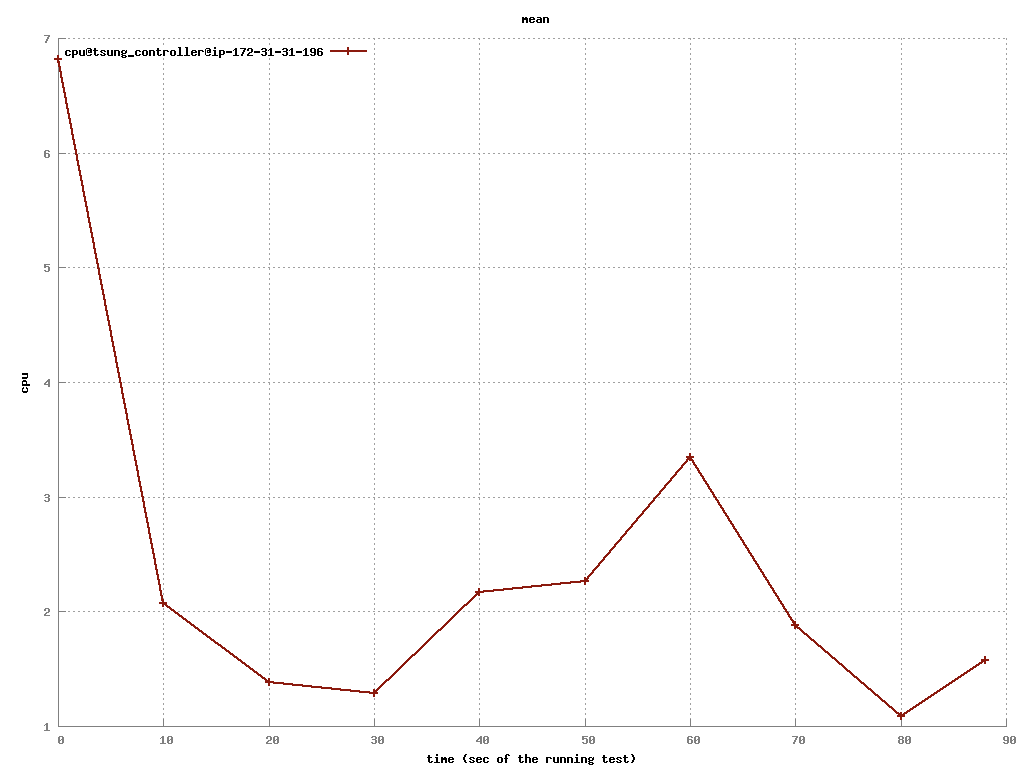 mean
7
cpu@tsung_controller@ip-172-31-31-196
6
5
4
cpu
3
2
1
0 10 20 30 40 50 60 70 80 90
time (sec of the running test)